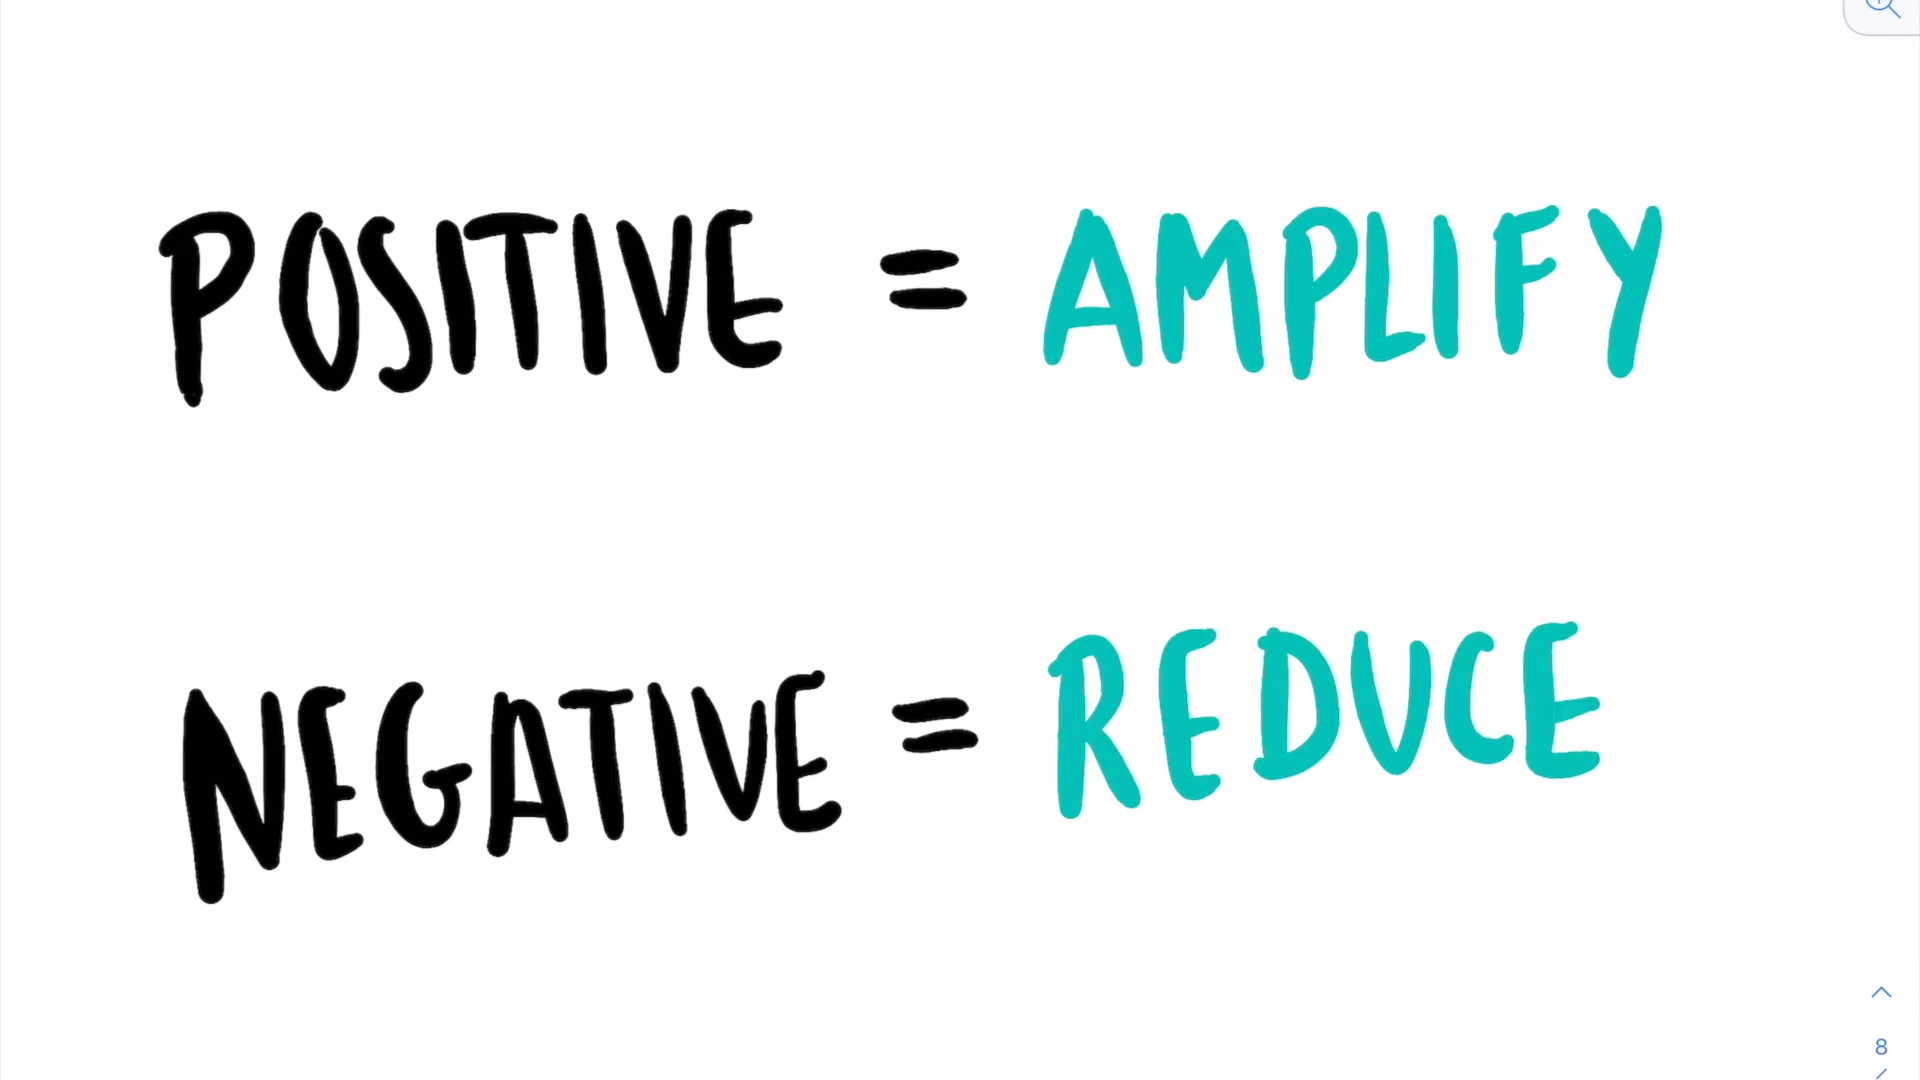 POSITIVE = AMPLIFY
NEGATIVE = REDUCE
8